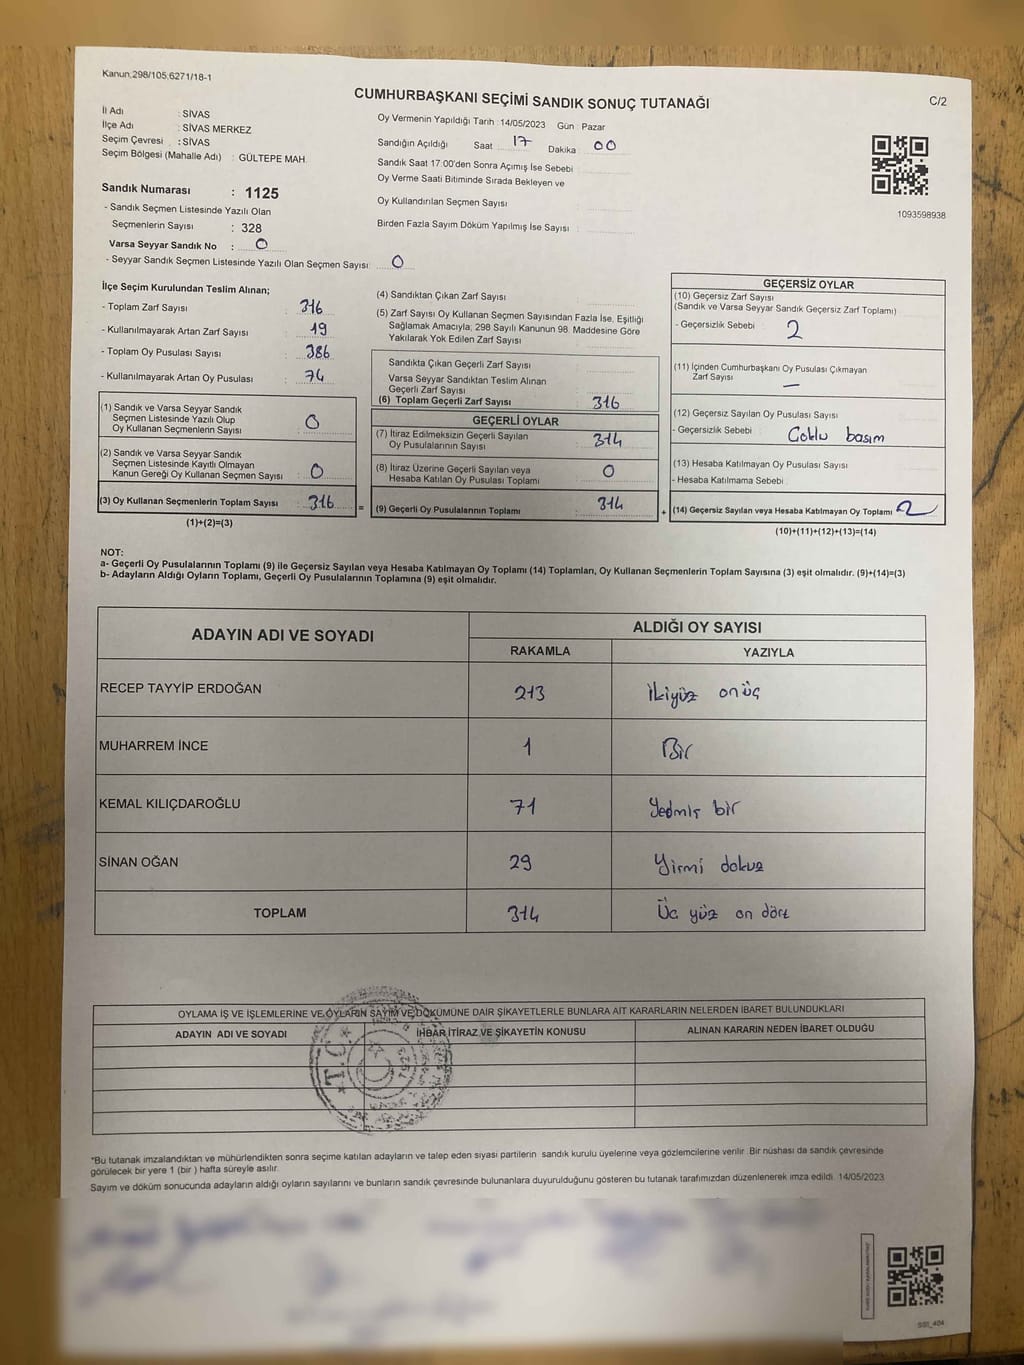 Kanun:298/105;6271/18-1
C/2
CUMHURBAŞKANI SEÇİMİ SANDIK SONUÇ TUTANAĞI
İl Adı : SİVAS
İlçe Adı : SİVAS MERKEZ
Seçim Çevresi : SİVAS
Seçim Bölgesi (Mahalle Adı) : GÜLTEPE MAH.
Oy Vermenin Yapıldığı Tarih :14/05/2023 Gün : Pazar
Sandığın Açıldığı Saat 17 Dakika 00
Sandık Saat 17:00'den Sonra Açımış İse Sebebi
Oy Verme Saati Bitiminde Sırada Bekleyen ve
Oy Kullandırılan Seçmen Sayısı
Birden Fazla Sayım Döküm Yapılmış İse Sayısı :
1093598938
Sandık Numarası : 1125
- Sandık Seçmen Listesinde Yazılı Olan
Seçmenlerin Sayısı : 328
Varsa Seyyar Sandık No : 0
- Seyyar Sandık Seçmen Listesinde Yazılı Olan Seçmen Sayısı: 0
İlçe Seçim Kurulundan Teslim Alınan;
- Toplam Zarf Sayısı : 316
- Kullanılmayarak Artan Zarf Sayısı : 19
- Toplam Oy Pusulası Sayısı : 386
- Kullanılmayarak Artan Oy Pusulası : 74
(1) Sandık ve Varsa Seyyar Sandık
Seçmen Listesinde Yazılı Olup
Oy Kullanan Seçmenlerin Sayısı : 0
(2) Sandık ve Varsa Seyyar Sandık
Seçmen Listesinde Kayıtlı Olmayan
Kanun Gereği Oy Kullanan Seçmen Sayısı : 0
(3) Oy Kullanan Seçmenlerin Toplam Sayısı : 316
(1)+(2)=(3)
=
(4) Sandıktan Çıkan Zarf Sayısı :
(5) Zarf Sayısı Oy Kullanan Seçmen Sayısından Fazla İse, Eşitliği
Sağlamak Amacıyla; 298 Sayılı Kanunun 98. Maddesine Göre
Yakılarak Yok Edilen Zarf Sayısı :
Sandıkta Çıkan Geçerli Zarf Sayısı :
Varsa Seyyar Sandıktan Teslim Alınan
Geçerli Zarf Sayısı
(6) Toplam Geçerli Zarf Sayısı : 316
GEÇERLİ OYLAR
(7) İtiraz Edilmeksizin Geçerli Sayılan
Oy Pusulalarının Sayısı : 314
(8) İtiraz Üzerine Geçerli Sayılan veya
Hesaba Katılan Oy Pusulası Toplamı : 0
(9) Geçerli Oy Pusulalarının Toplamı : 314
+
GEÇERSİZ OYLAR
(10) Geçersiz Zarf Sayısı
(Sandık ve Varsa Seyyar Sandık Geçersiz Zarf Toplamı)
- Geçersizlik Sebebi : 2
(11) İçinden Cumhurbaşkanı Oy Pusulası Çıkmayan
Zarf Sayısı : —
(12) Geçersiz Sayılan Oy Pusulası Sayısı
- Geçersizlik Sebebi : Çoklu basım
(13) Hesaba Katılmayan Oy Pusulası Sayısı
- Hesaba Katılmama Sebebi
(14) Geçersiz Sayılan veya Hesaba Katılmayan Oy Toplamı 2
(10)+(11)+(12)+(13)=(14)
NOT:
a- Geçerli Oy Pusulalarının Toplamı (9) ile Geçersiz Sayılan veya Hesaba Katılmayan Oy Toplamı (14) Toplamları, Oy Kullanan Seçmenlerin Toplam Sayısına (3) eşit olmalıdır. (9)+(14)=(3)
b- Adayların Aldığı Oyların Toplamı, Geçerli Oy Pusulalarının Toplamına (9) eşit olmalıdır.
ADAYIN ADI VE SOYADI ALDIĞI OY SAYISI
RAKAMLA YAZIYLA
RECEP TAYYİP ERDOĞAN 213 İkiyüz onüç
MUHARREM İNCE 1 Bir
KEMAL KILIÇDAROĞLU 71 Yedmiş bir
SİNAN OĞAN 29 Yirmi dokuz
TOPLAM 314 Üç yüz on dört
OYLAMA İŞ VE İŞLEMLERİNE VE OYLARIN SAYIM VE DÖKÜMÜNE DAİR ŞİKAYETLERLE BUNLARA AİT KARARLARIN NELERDEN İBARET BULUNDUKLARI
ADAYIN ADI VE SOYADI İHBAR,İTİRAZ VE ŞİKAYETİN KONUSU ALINAN KARARIN NEDEN İBARET OLDUĞU
T.C.
*Bu tutanak imzalandıktan ve mühürlendikten sonra seçime katılan adayların ve talep eden siyasi partilerin sandık kurulu üyelerine veya gözlemcilerine verilir. Bir nüshası da sandık çevresinde
görülecek bir yere 1 (bir ) hafta süreyle asılır.
Sayım ve döküm sonucunda adayların aldığı oyların sayılarını ve bunların sandık çevresinde bulunanlara duyurulduğunu gösteren bu tutanak tarafımızdan düzenlenerek imza edildi. 14/05/2023
SSI_404